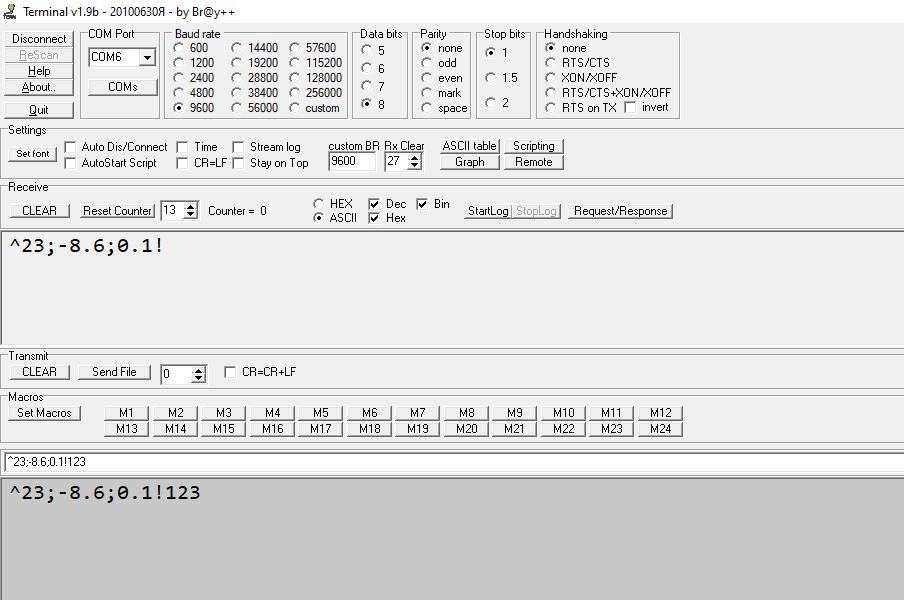 Terminal v1.9b - 20100630Я - by Br@y++
Disconnect
ReScan
Help
About..
Quit
COM Port
COM6
COMs
Baud rate
600 14400 57600
1200 19200 115200
2400 28800 128000
4800 38400 256000
9600 56000 custom
Data bits
5
6
7
8
Parity
none
odd
even
mark
space
Stop bits
1
1.5
2
Handshaking
none
RTS/CTS
XON/XOFF
RTS/CTS+XON/XOFF
RTS on TX invert
Settings
Set font
Auto Dis/Connect Time Stream log
AutoStart Script CR=LF Stay on Top
custom BR Rx Clear
9600 27
ASCII table Scripting
Graph Remote
Receive
CLEAR Reset Counter 13 Counter = 0
HEX Dec Bin
ASCII Hex
StartLog StopLog Request/Response
^23;-8.6;0.1!
Transmit
CLEAR Send File 0 CR=CR+LF
Macros
Set Macros
M1 M2 M3 M4 M5 M6 M7 M8 M9 M10 M11 M12
M13 M14 M15 M16 M17 M18 M19 M20 M21 M22 M23 M24
^23;-8.6;0.1!123
^23;-8.6;0.1!123